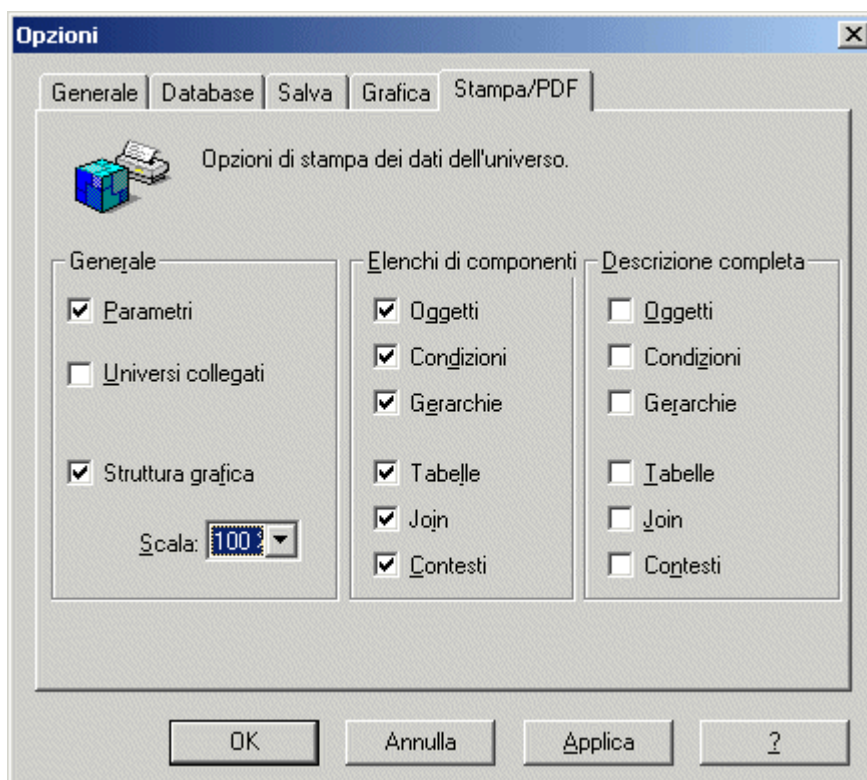 Opzioni
Generale Database Salva Grafica Stampa/PDF
Opzioni di stampa dei dati dell'universo.
Generale
Parametri
Universi collegati
Struttura grafica
Scala: 100 %
Elenchi di componenti
Oggetti
Condizioni
Gerarchie
Tabelle
Join
Contesti
Descrizione completa
Oggetti
Condizioni
Gerarchie
Tabelle
Join
Contesti
OK Annulla Applica ?